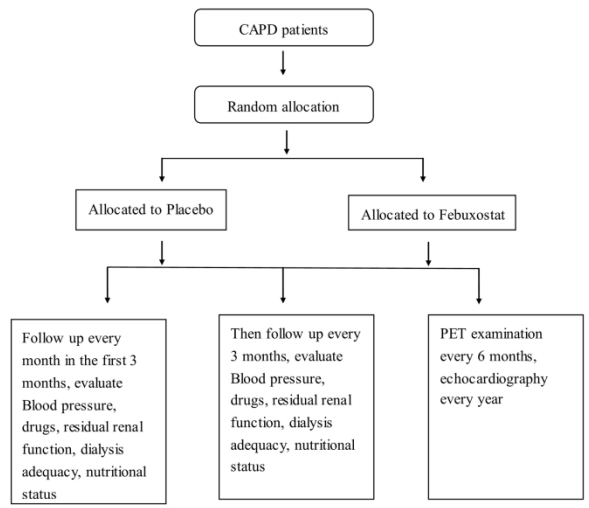 CAPD patients
Random allocation
Allocated to Placebo
Allocated to Febuxostat
Follow up every
month in the first 3
months, evaluate
Blood pressure,
drugs, residual renal
function, dialysis
adequacy, nutritional
status
Then follow up every
3 months, evaluate
Blood pressure,
drugs, residual renal
function, dialysis
adequacy, nutritional
status
PET examination
every 6 months,
echocardiography
every year